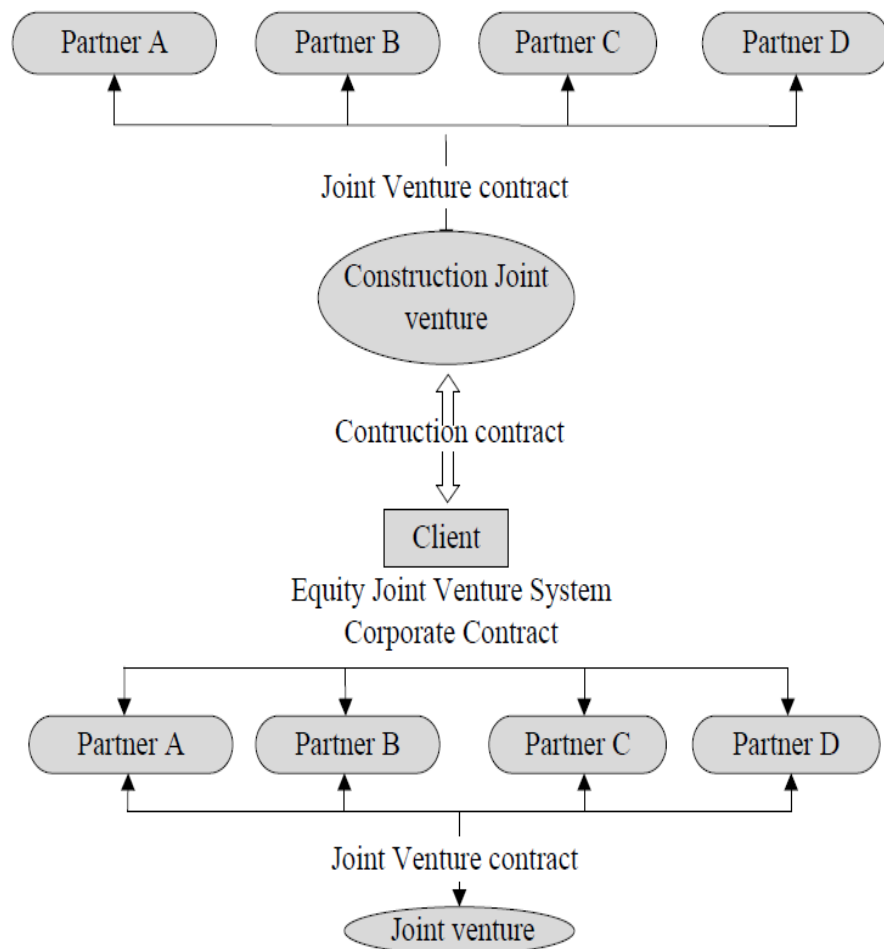 Partner A
Partner B
Partner C
Partner D
Joint Venture contract
Construction Joint
venture
Contruction contract
Client
Equity Joint Venture System
Corporate Contract
Partner A
Partner B
Partner C
Partner D
Joint Venture contract
Joint venture